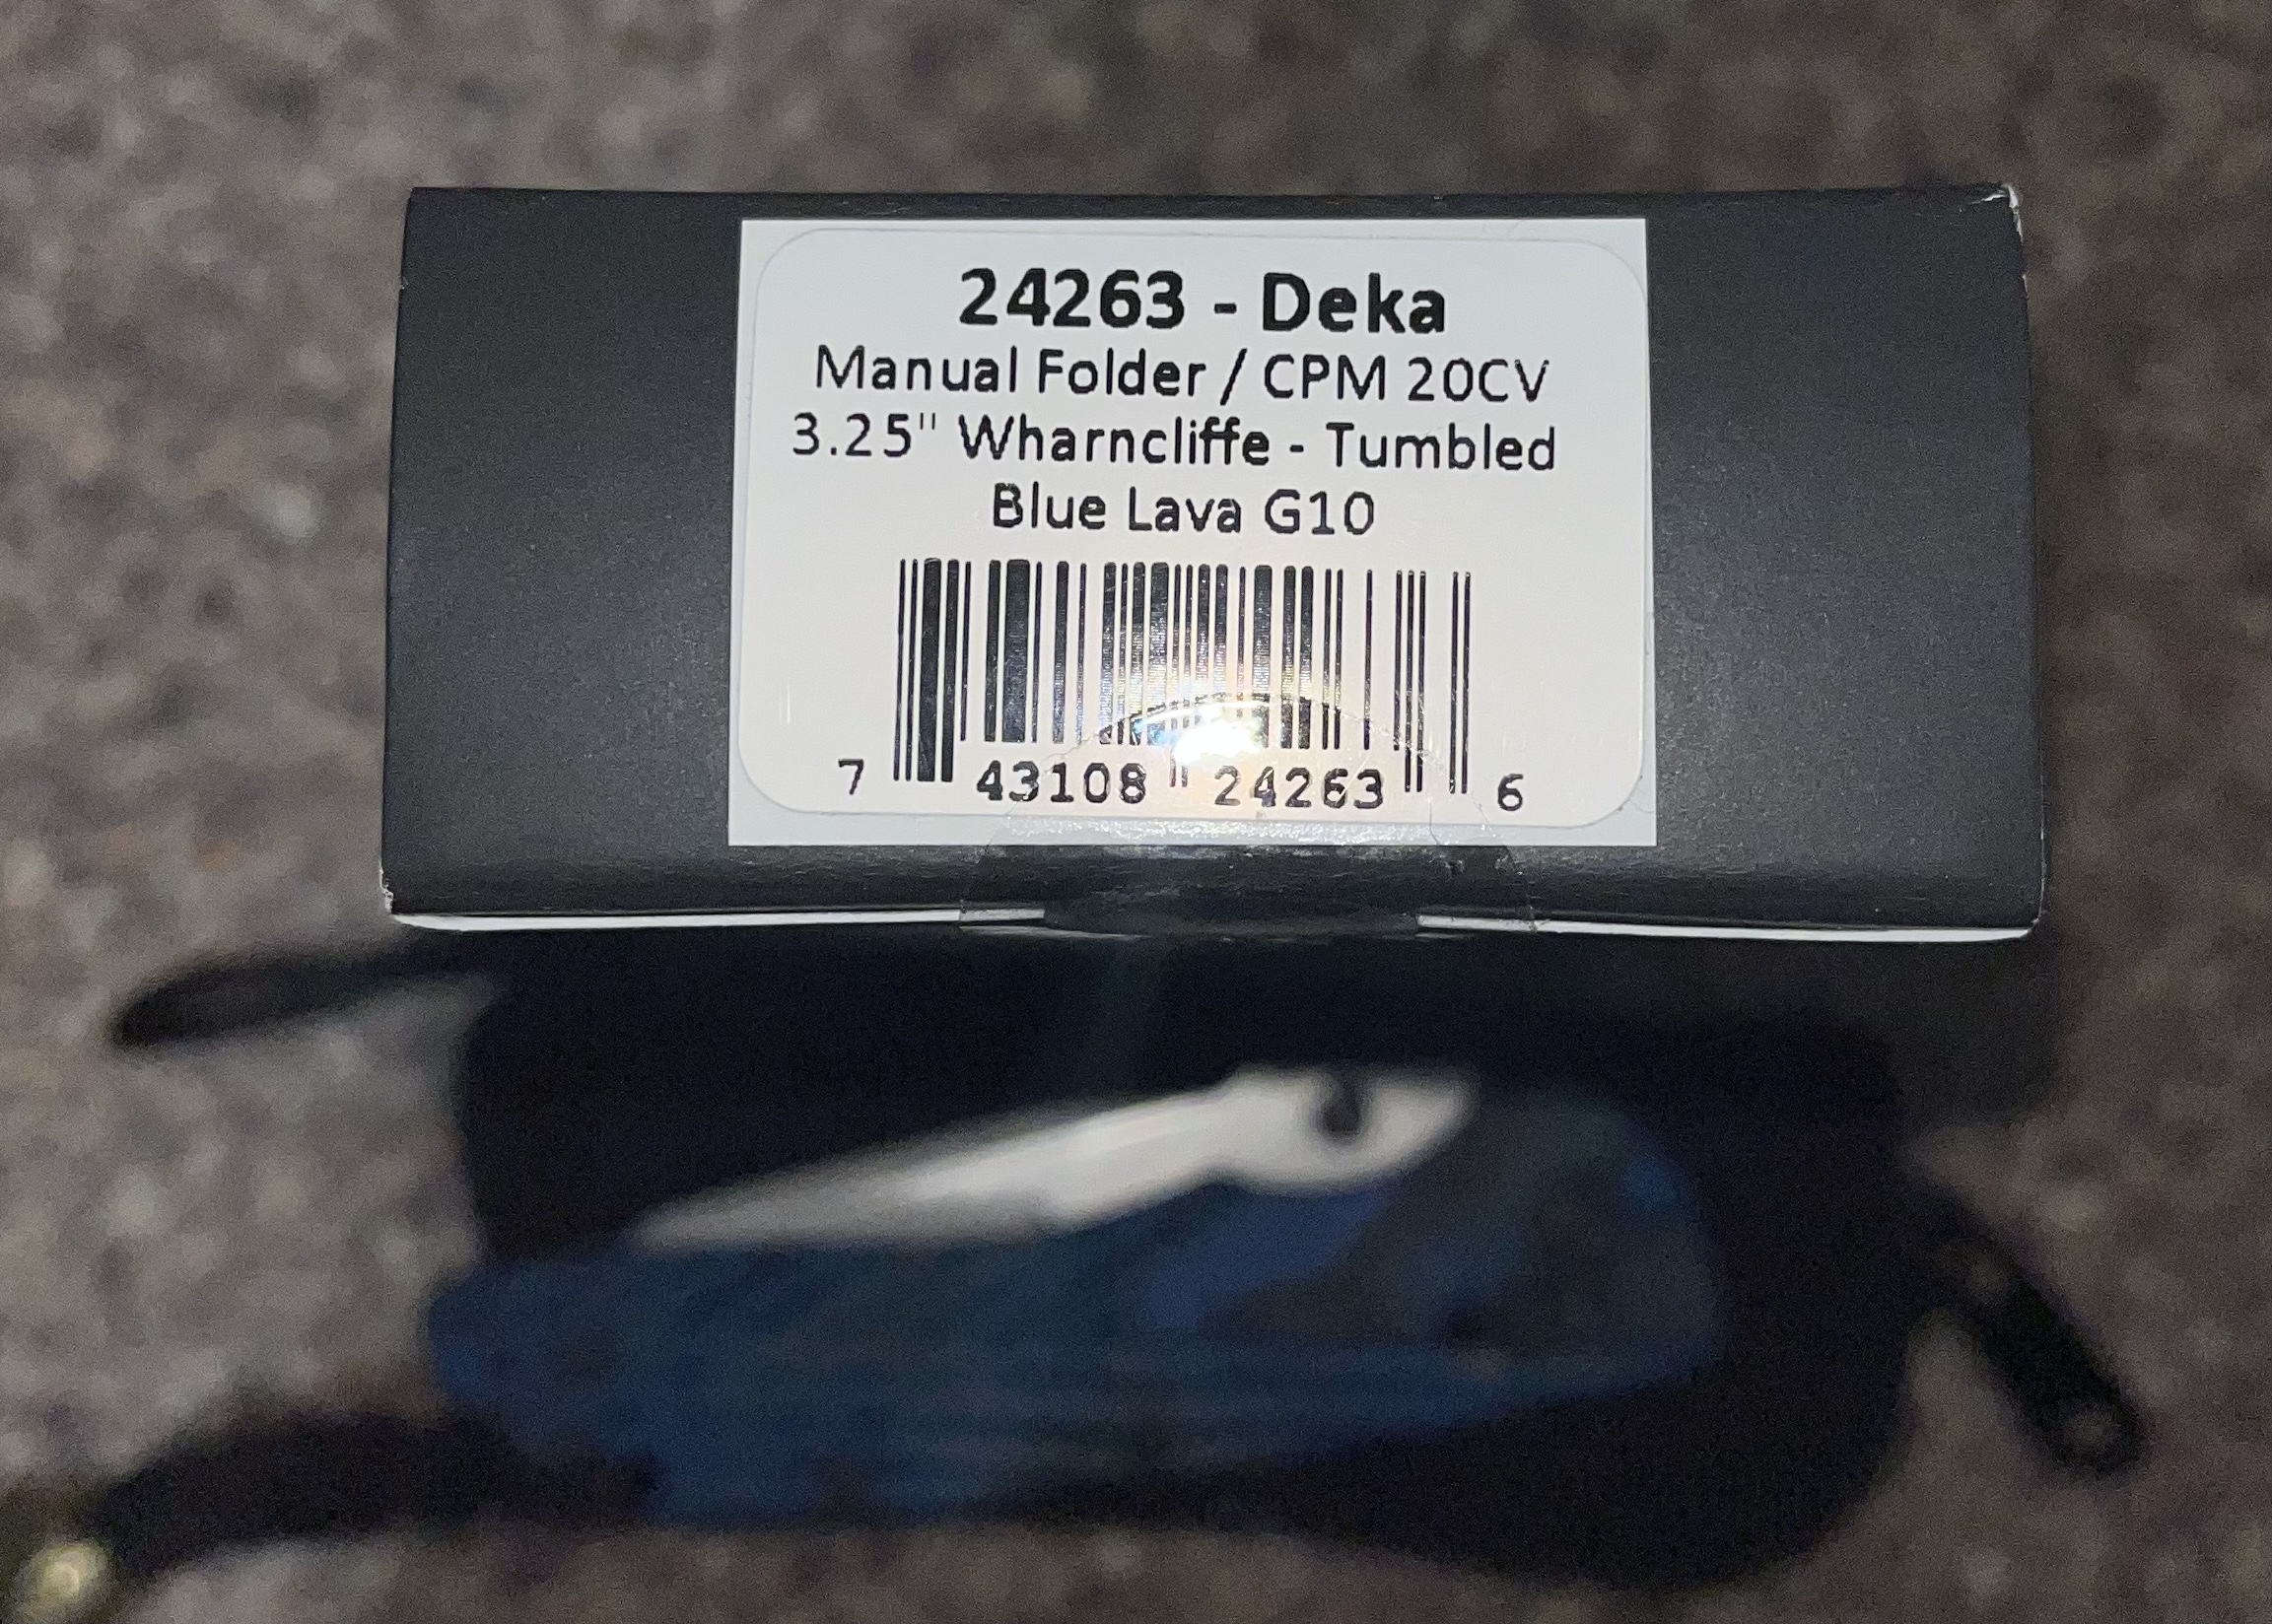 24263 - Deka
Manual Folder / CPM 20CV
3.25" Wharncliffe - Tumbled
Blue Lava G10
7 43108 24263 6